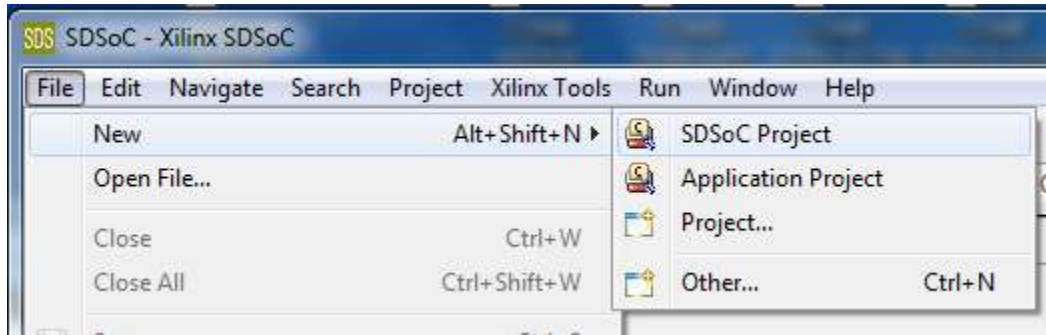 SDS SDSoC - Xilinx SDSoC
File Edit Navigate Search Project Xilinx Tools Run Window Help
New Alt+Shift+N
SDSoC Project
Open File...
Application Project
Project...
Close Ctrl+W
Close All Ctrl+Shift+W
Other... Ctrl+N